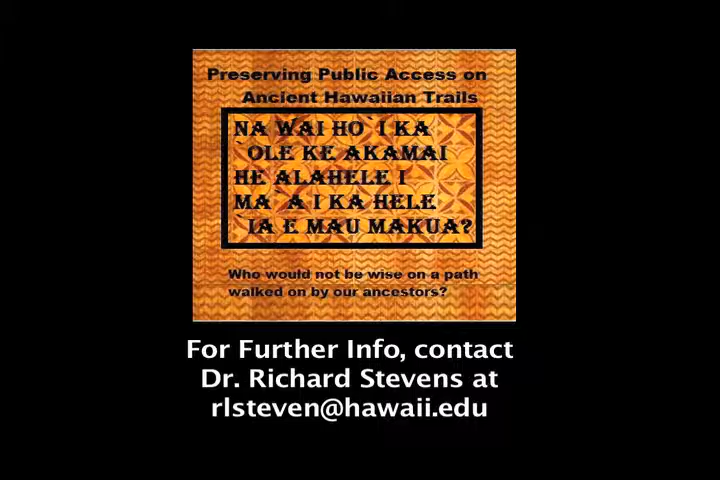 Preserving Public Access on
Ancient Hawaiian Trails
NA WAI HO`I KA
`OLE KE AKAMAI
HE ALAHELE I
MA`A I KA HELE
`IA E MAU MAKUA?
Who would not be wise on a path
walked on by our ancestors?
For Further Info, contact
Dr. Richard Stevens at
rlsteven@hawaii.edu